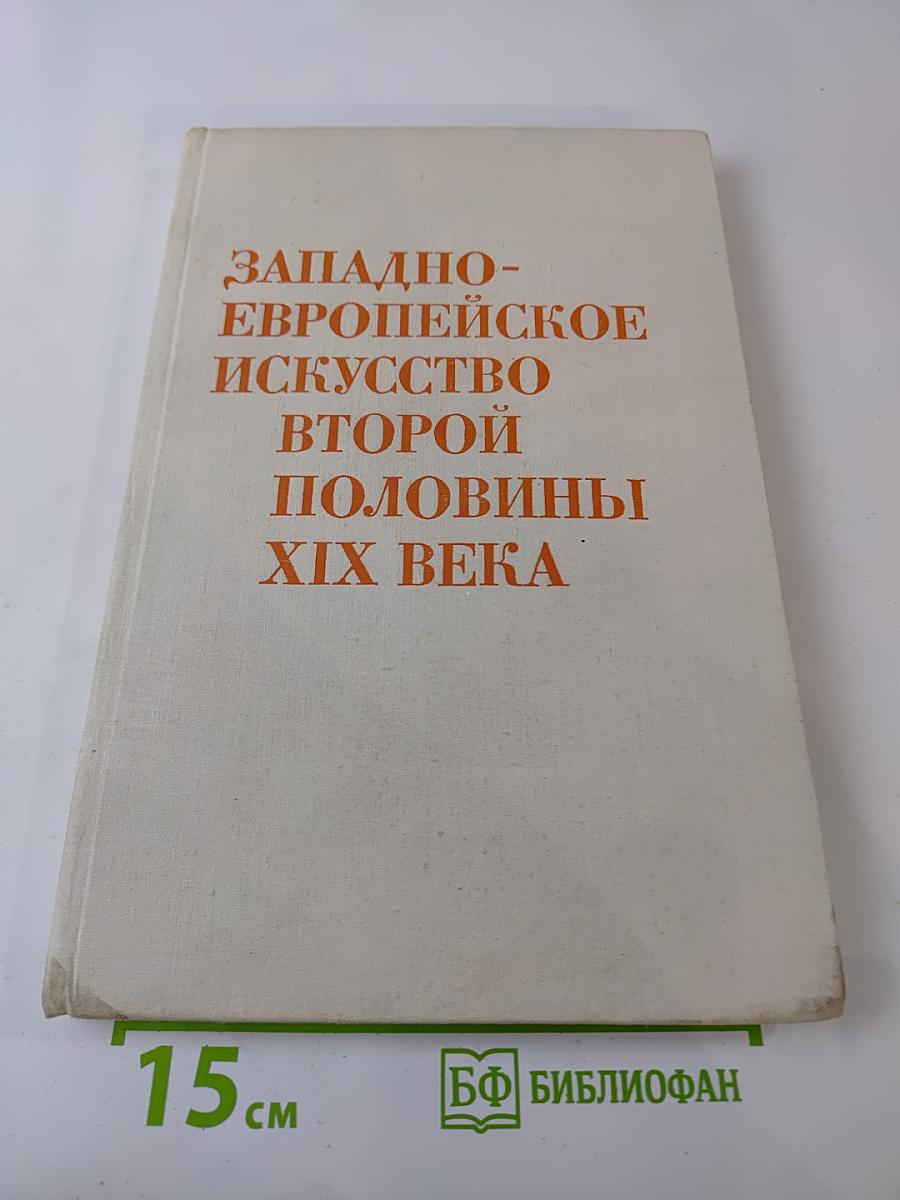 ЗАПАДНО-
ЕВРОПЕЙСКОЕ
ИСКУССТВО
ВТОРОЙ
ПОЛОВИНЫ
XIX ВЕКА
15 см
БФ БИБЛИОФАН